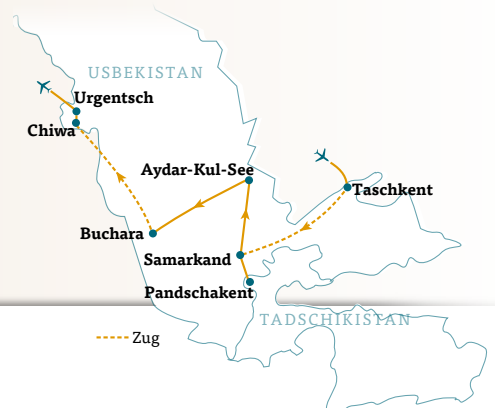 USBEKISTAN
Urgentsch
Chiwa
Aydar-Kul-See
Taschkent
Buchara
Samarkand
Pandschakent
TADSCHIKISTAN
Zug